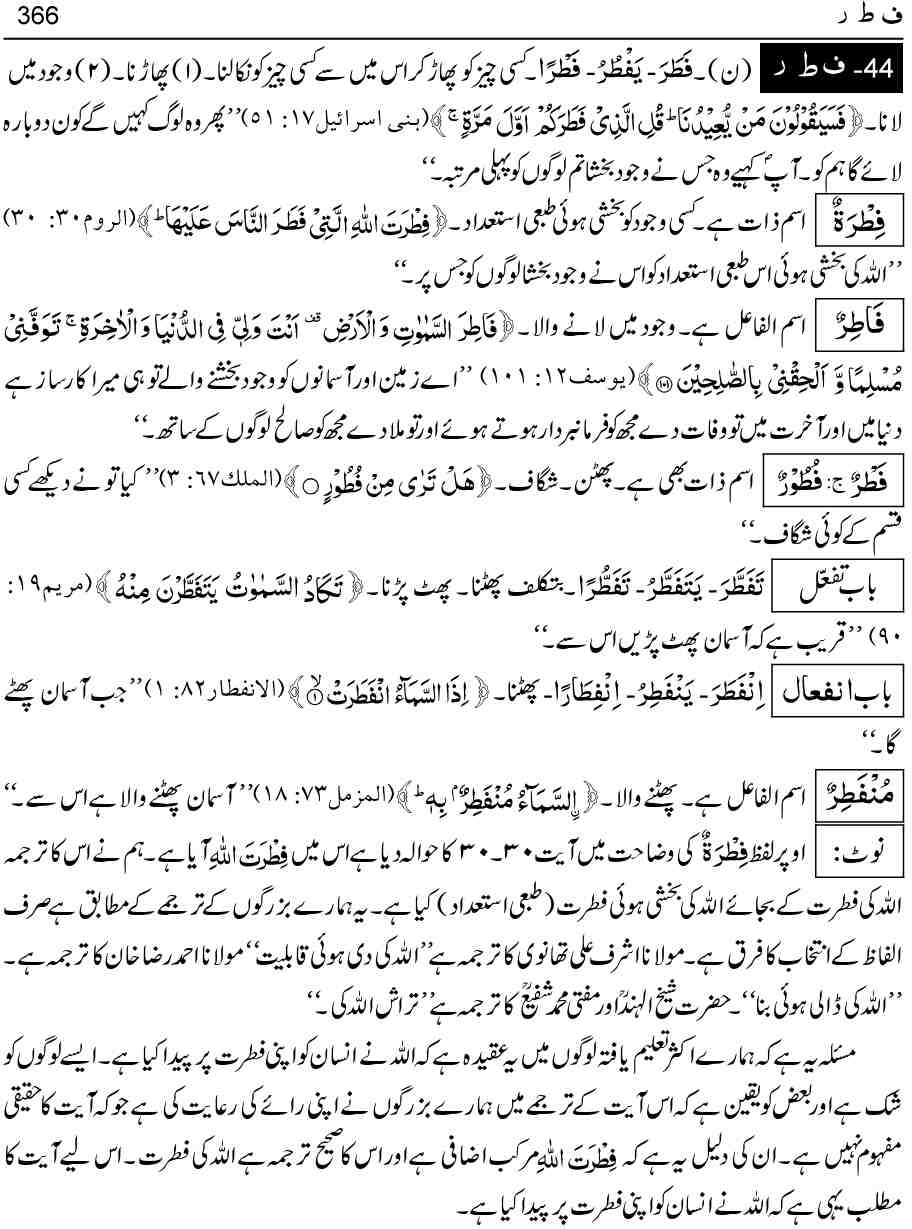 ف ط ر 366
44- ف ط ر (ن)۔ فَطَرَ- يَفْطُرُ- فَطْرًا۔ کسی چیز کو پھاڑ کر اس میں سے کسی چیز کو نکالنا۔ (۱) پھاڑنا۔ (۲) وجود میں
لانا۔ ﴿فَسَيَقُوْلُوْنَ مَنْ يُّعِيْدُنَا ؕ قُلِ الَّذِىْ فَطَرَكُمْ اَوَّلَ مَرَّةٍ ۚ﴾ (بنی اسرائیل۱۷: ۵۱) ’’پھر وہ لوگ کہیں گے کون دوبارہ
لائے گا ہم کو۔ آپؐ کہیے وہ جس نے وجود بخشا تم لوگوں کو پہلی مرتبہ۔‘‘
فِطْرَةٌ اسم ذات ہے۔ کسی وجود کو بخشی ہوئی طبعی استعداد۔ ﴿فِطْرَتَ اللّٰهِ الَّتِىْ فَطَرَ النَّاسَ عَلَيْهَا ؕ﴾ (الروم۳۰: ۳۰)
’’اللہ کی بخشی ہوئی اس طبعی استعداد کو اس نے وجود بخشا لوگوں کو جس پر۔‘‘
فَاطِرٌ اسم الفاعل ہے۔ وجود میں لانے والا۔ ﴿فَاطِرَ السَّمٰوٰتِ وَ الْاَرْضِ ۫ اَنْتَ وَلِيّٖ فِى الدُّنْيَا وَ الْاٰخِرَةِ ۚ تَوَفَّنِىْ
مُسْلِمًا وَّ اَلْحِقْنِىْ بِالصّٰلِحِيْنَ ۝۱۰۱﴾ (یوسف۱۲: ۱۰۱) ’’اے زمین اور آسمانوں کو وجود بخشنے والے تو ہی میرا کارساز ہے
دنیا میں اور آخرت میں تو وفات دے مجھ کو فرمانبردار ہوتے ہوئے اور تو ملا دے مجھ کو صالح لوگوں کے ساتھ۔‘‘
فَطْرٌ ج: فُطُوْرٌ اسم ذات بھی ہے۔ پھٹن۔ شگاف۔ ﴿هَلْ تَرٰى مِنْ فُطُوْرٍ ۝﴾ (الملك۶۷: ۳) ’’کیا تو نے دیکھے کسی
قسم کے کوئی شگاف۔‘‘
باب تفعّل تَفَطَّرَ- يَتَفَطَّرُ- تَفَطُّرًا۔ بتکلف پھٹنا۔ پھٹ پڑنا۔ ﴿تَكَادُ السَّمٰوٰتُ يَتَفَطَّرْنَ مِنْهُ﴾ (مریم۱۹:
۹۰) ’’قریب ہے کہ آسمان پھٹ پڑیں اس سے۔‘‘
باب انفعال اِنْفَطَرَ- يَنْفَطِرُ- اِنْفِطَارًا- پھٹنا۔ ﴿اِذَا السَّمَآءُ انْفَطَرَتْ ۙ۝۱﴾ (الانفطار۸۲: ۱) ’’جب آسمان پھٹے
گا۔‘‘
مُنْفَطِرٌ اسم الفاعل ہے۔ پھٹنے والا۔ ﴿اِلسَّمَآءُ مُنْفَطِرٌۢ بِهٖ ؕ﴾ (المزمل۷۳: ۱۸) ’’آسمان پھٹنے والا ہے اس سے۔‘‘
نوٹ: اوپر لفظ فِطْرَةٌ کی وضاحت میں آیت ۳۰۔۳۰ کا حوالہ دیا ہے اس میں فِطْرَتَ اللّٰهِ آیا ہے۔ ہم نے اس کا ترجمہ
اللہ کی فطرت کے بجائے اللہ کی بخشی ہوئی فطرت (طبعی استعداد) کیا ہے۔ یہ ہمارے بزرگوں کے ترجمے کے مطابق ہے صرف
الفاظ کے انتخاب کا فرق ہے۔ مولانا اشرف علی تھانوی کا ترجمہ ہے ’’اللہ کی دی ہوئی قابلیت‘‘ مولانا احمد رضا خان کا ترجمہ ہے۔
’’اللہ کی ڈالی ہوئی بنا‘‘۔ حضرت شیخ الہندؒ اور مفتی محمد شفیعؒ کا ترجمہ ہے ’’تراش اللہ کی۔‘‘
مسئلہ یہ ہے کہ ہمارے اکثر تعلیم یافتہ لوگوں میں یہ عقیدہ ہے کہ اللہ نے انسان کو اپنی فطرت پر پیدا کیا ہے۔ ایسے لوگوں کو
شک ہے اور بعض کو یقین ہے کہ اس آیت کے ترجمے میں ہمارے بزرگوں نے اپنی رائے کی رعایت کی ہے جو کہ آیت کا حقیقی
مفہوم نہیں ہے۔ ان کی دلیل یہ ہے کہ فِطْرَتَ اللّٰهِ مرکب اضافی ہے اور اس کا صحیح ترجمہ ہے اللہ کی فطرت۔ اس لیے آیت کا
مطلب یہی ہے کہ اللہ نے انسان کو اپنی فطرت پر پیدا کیا ہے۔